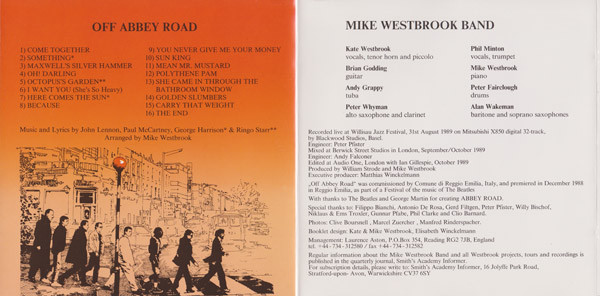 OFF ABBEY ROAD
1) COME TOGETHER
2) SOMETHING*
3) MAXWELL'S SILVER HAMMER
4) OH! DARLING
5) OCTOPUS'S GARDEN**
6) I WANT YOU (She's So Heavy)
7) HERE COMES THE SUN*
8) BECAUSE
9) YOU NEVER GIVE ME YOUR MONEY
10) SUN KING
11) MEAN MR. MUSTARD
12) POLYTHENE PAM
13) SHE CAME IN THROUGH THE
BATHROOM WINDOW
14) GOLDEN SLUMBERS
15) CARRY THAT WEIGHT
16) THE END
Music and Lyrics by John Lennon, Paul McCartney, George Harrison* & Ringo Starr**
Arranged by Mike Westbrook
MIKE WESTBROOK BAND
Kate Westbrook
vocals, tenor horn and piccolo
Brian Godding
guitar
Andy Grappy
tuba
Peter Whyman
alto saxophone and clarinet
Phil Minton
vocals, trumpet
Mike Westbrook
piano
Peter Fairclough
drums
Alan Wakeman
baritone and soprano saxophones
Recorded live at Willisau Jazz Festival, 31st August 1989 on Mitsubishi X850 digital 32-track,
by Blackwood Studios, Basel.
Engineer: Peter Pfister
Mixed at Berwick Street Studios in London, September/October 1989
Engineer: Andy Falconer
Edited at Audio One, London with Ian Gillespie, October 1989
Produced by William Strode and Mike Westbrook
Executive producer: Matthias Winckelmann
„Off Abbey Road" was commissioned by Comune di Reggio Emilia, Italy, and premiered in December 1988
in Reggio Emilia, as part of a Festival of the music of The Beatles
With thanks to The Beatles and George Martin for creating ABBEY ROAD.
Special thanks to: Filippo Bianchi, Antonio De Rosa, Gerd Filtgen, Peter Pfister, Willy Bischof,
Niklaus & Ems Troxler, Gunnar Pfabe, Phil Clarke and Clio Barnard.
Photos: Clive Boursnell, Marcel Zuercher, Manfred Rinderspacher.
Booklet design: Kate & Mike Westbrook, Elisabeth Winckelmann
Management: Laurence Aston, P.O.Box 354, Reading RG2 7JB, England
tel. +44 - 734 - 312580 / fax +44 - 734 - 312582
Regular information about the Mike Westbrook Band and all Westbrook projects, tours and recordings is
published in the quarterly journal, Smith's Academy Informer.
For subscription details, please write to: Smith's Academy Informer, 16 Jolyffe Park Road,
Stratford-upon- Avon, Warwickshire CV37 6SY